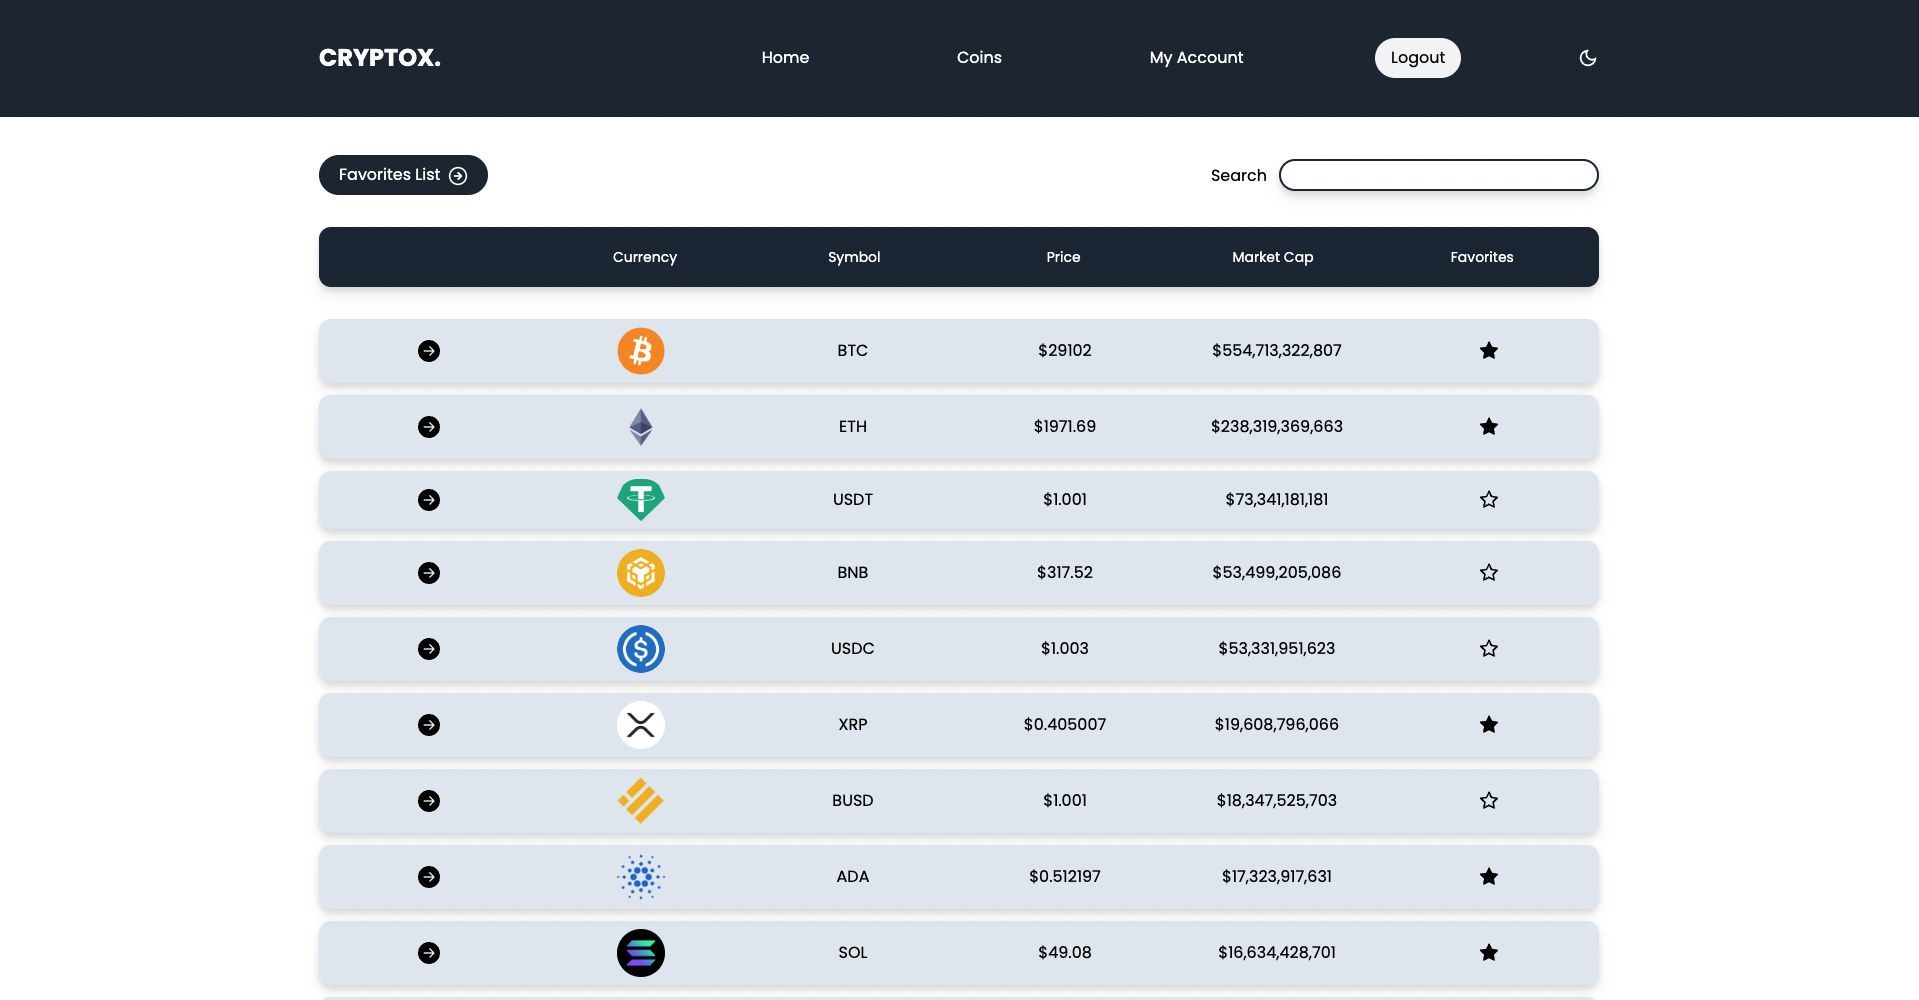 CRYPTOX. Home Coins My Account Logout
Favorites List Search
Currency Symbol Price Market Cap Favorites
BTC $29102 $554,713,322,807
ETH $1971.69 $238,319,369,663
USDT $1.001 $73,341,181,181
BNB $317.52 $53,499,205,086
USDC $1.003 $53,331,951,623
XRP $0.405007 $19,608,796,066
BUSD $1.001 $18,347,525,703
ADA $0.512197 $17,323,917,631
SOL $49.08 $16,634,428,701